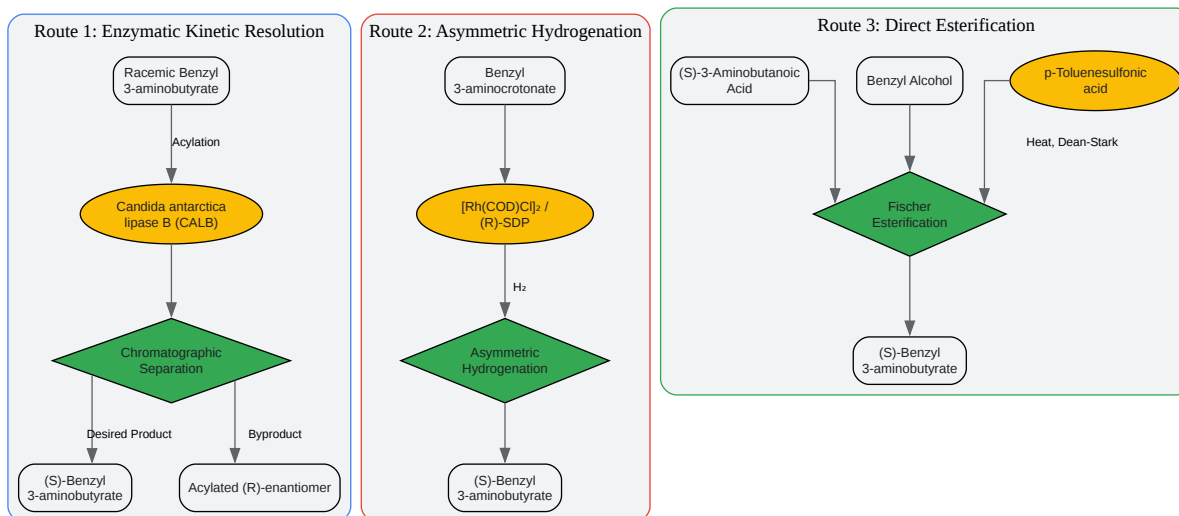 Route 1: Enzymatic Kinetic Resolution
Racemic Benzyl
3-aminobutyrate
Acylation
Candida antarctica
lipase B (CALB)
Chromatographic
Separation
Desired Product
Byproduct
(S)-Benzyl
3-aminobutyrate
Acylated (R)-enantiomer
Route 2: Asymmetric Hydrogenation
Benzyl
3-aminocrotonate
[Rh(COD)Cl]₂ /
(R)-SDP
H₂
Asymmetric
Hydrogenation
(S)-Benzyl
3-aminobutyrate
Route 3: Direct Esterification
(S)-3-Aminobutanoic
Acid
Benzyl Alcohol
p-Toluenesulfonic
acid
Heat, Dean-Stark
Fischer
Esterification
(S)-Benzyl
3-aminobutyrate